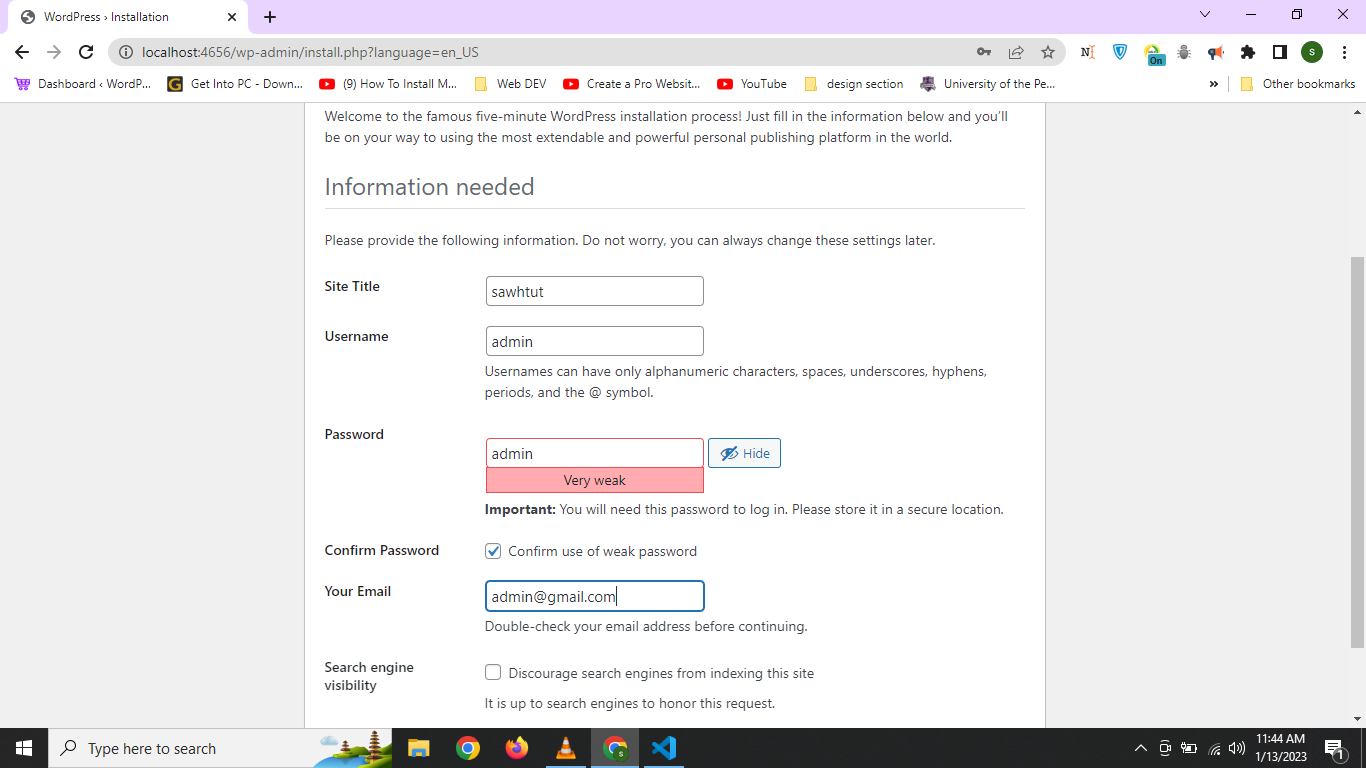 WordPress › Installation
localhost:4656/wp-admin/install.php?language=en_US
N
On
S
Dashboard ‹ WordP...
G
Get Into PC - Down...
(9) How To Install M...
Web DEV
Create a Pro Websit...
YouTube
design section
University of the Pe...
»
Other bookmarks
Welcome to the famous five-minute WordPress installation process! Just fill in the information below and you’ll
be on your way to using the most extendable and powerful personal publishing platform in the world.
Information needed
Please provide the following information. Do not worry, you can always change these settings later.
Site Title
sawhtut
Username
admin
Usernames can have only alphanumeric characters, spaces, underscores, hyphens,
periods, and the @ symbol.
Password
admin
Hide
Very weak
Important: You will need this password to log in. Please store it in a secure location.
Confirm Password
Confirm use of weak password
Your Email
admin@gmail.com
Double-check your email address before continuing.
Search engine
visibility
Discourage search engines from indexing this site
It is up to search engines to honor this request.
Type here to search
S
11:44 AM
1/13/2023
1